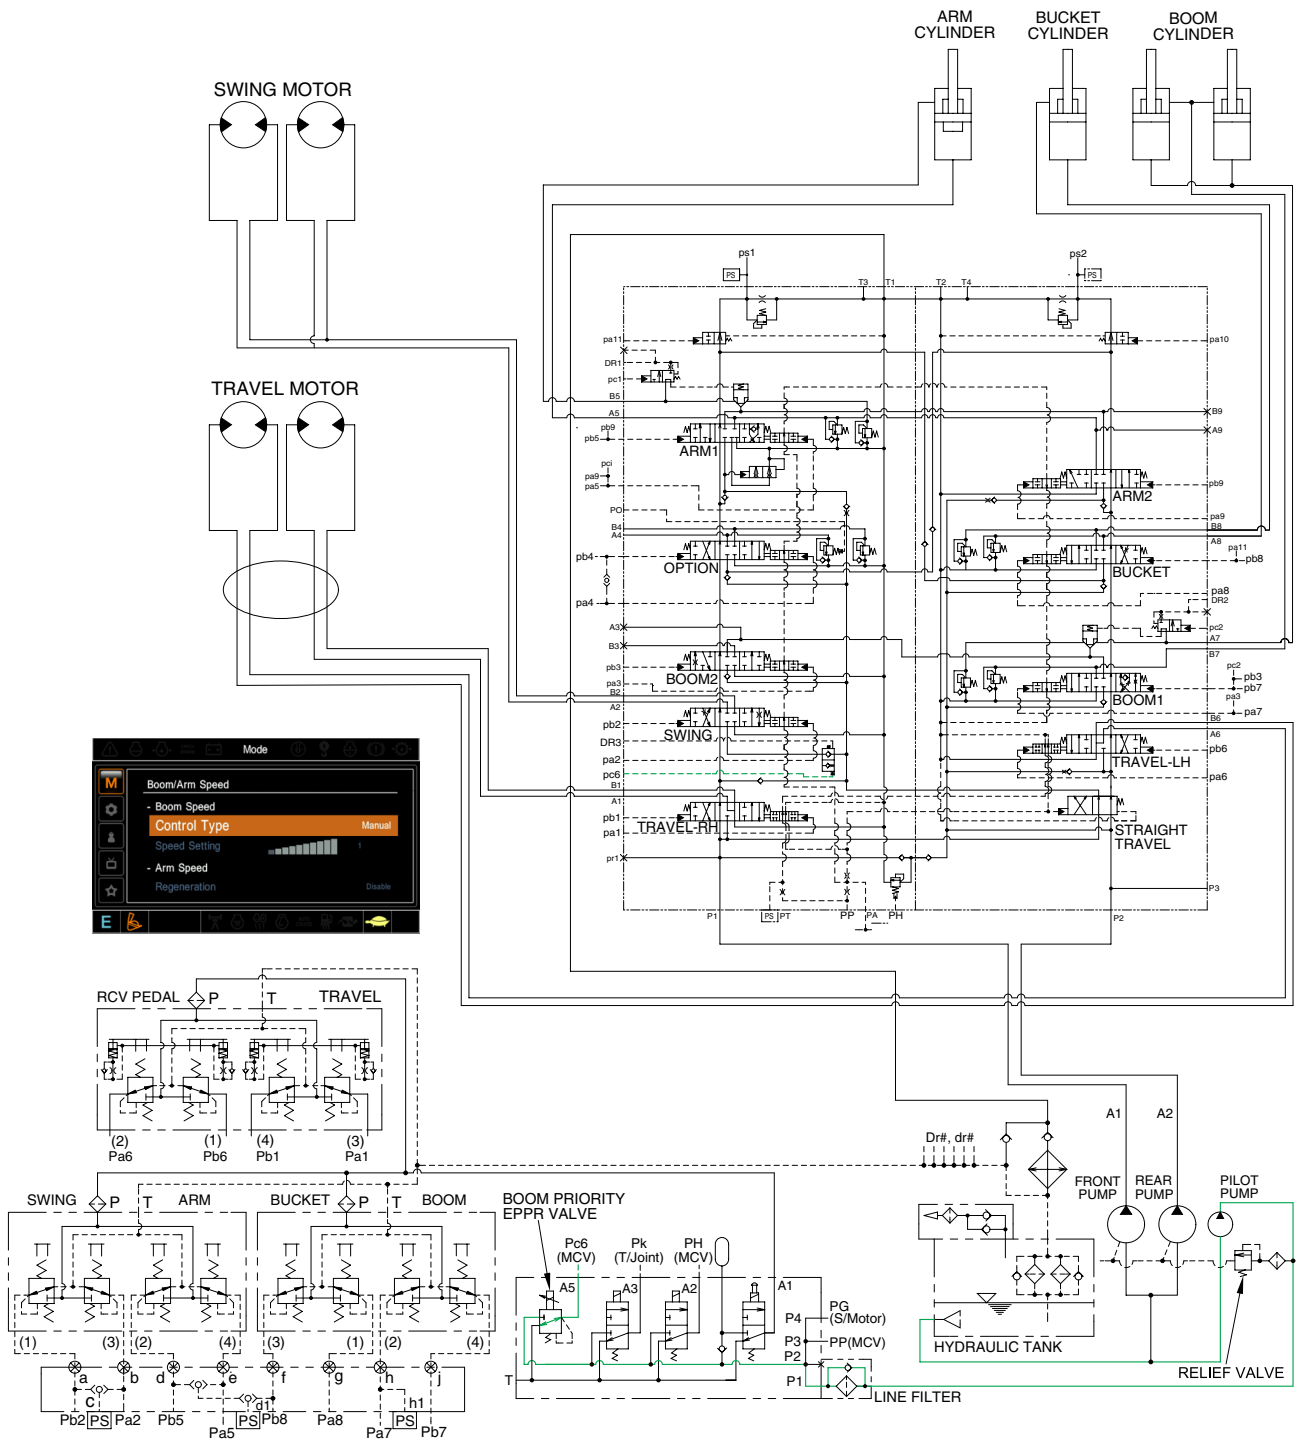 ARM
CYLINDER
BUCKET
CYLINDER
BOOM
CYLINDER
SWING MOTOR
TRAVEL MOTOR
ps1
PS
T3
T1
T2
T4
ps2
PS
pa11
DR1
pc1
B5
A5
pb9
pb5
ARM1
pci
pa9
pa5
PO
B4
A4
pb4
OPTION
pa4
A3
B3
pb3
BOOM2
pa3
B2
A2
pb2
SWING
DR3
pa2
pc6
B1
A1
pb1
TRAVEL-RH
pa1
pr1
P1
PS
PT
PP
PA
PH
P2
pa10
B9
A9
pb9
ARM2
pa9
B8
A8
pa11
pb8
BUCKET
pa8
DR2
pc2
A7
B7
pc2
pb3
pb7
BOOM1
pa3
pa7
B6
A6
pb6
TRAVEL-LH
pa6
STRAIGHT
TRAVEL
P3
Mode
M
Boom/Arm Speed
- Boom Speed
Control Type
Manual
Speed Setting
1
- Arm Speed
Regeneration
Disable
E
RCV PEDAL
P
T
TRAVEL
(2)
(1)
(4)
(3)
Pa6
Pb6
Pb1
Pa1
SWING
P
T
ARM
BUCKET
P
T
BOOM
(1)
(3)
(2)
(4)
(3)
(1)
(2)
(4)
a
b
d
e
f
g
h
j
c
d1
h1
Pb2
PS
Pa2
Pb5
Pa5
PS
Pb8
Pa8
Pa7
PS
Pb7
BOOM PRIORITY
EPPR VALVE
Pc6
(MCV)
Pk
(T/Joint)
PH
(MCV)
A5
A3
A2
A1
T
P4
PG
(S/Motor)
P3
PP(MCV)
P2
P1
LINE FILTER
Dr#, dr#
A1
A2
FRONT
PUMP
REAR
PUMP
PILOT
PUMP
HYDRAULIC TANK
RELIEF VALVE